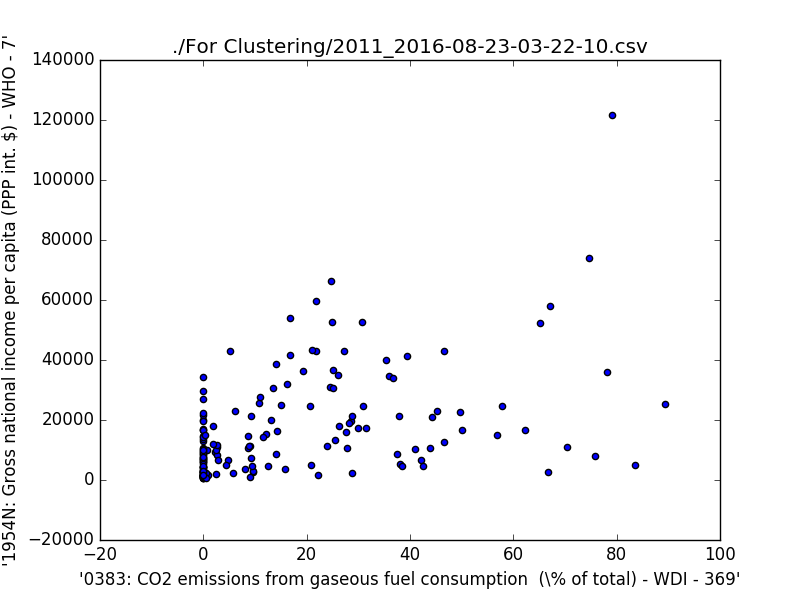 ./For Clustering/2011_2016-08-23-03-22-10.csv
'1954N: Gross national income per capita (PPP int. $) - WHO - 7'
140000
120000
100000
80000
60000
40000
20000
0
−20000
−20 0 20 40 60 80 100
'0383: CO2 emissions from gaseous fuel consumption  (\% of total) - WDI - 369'